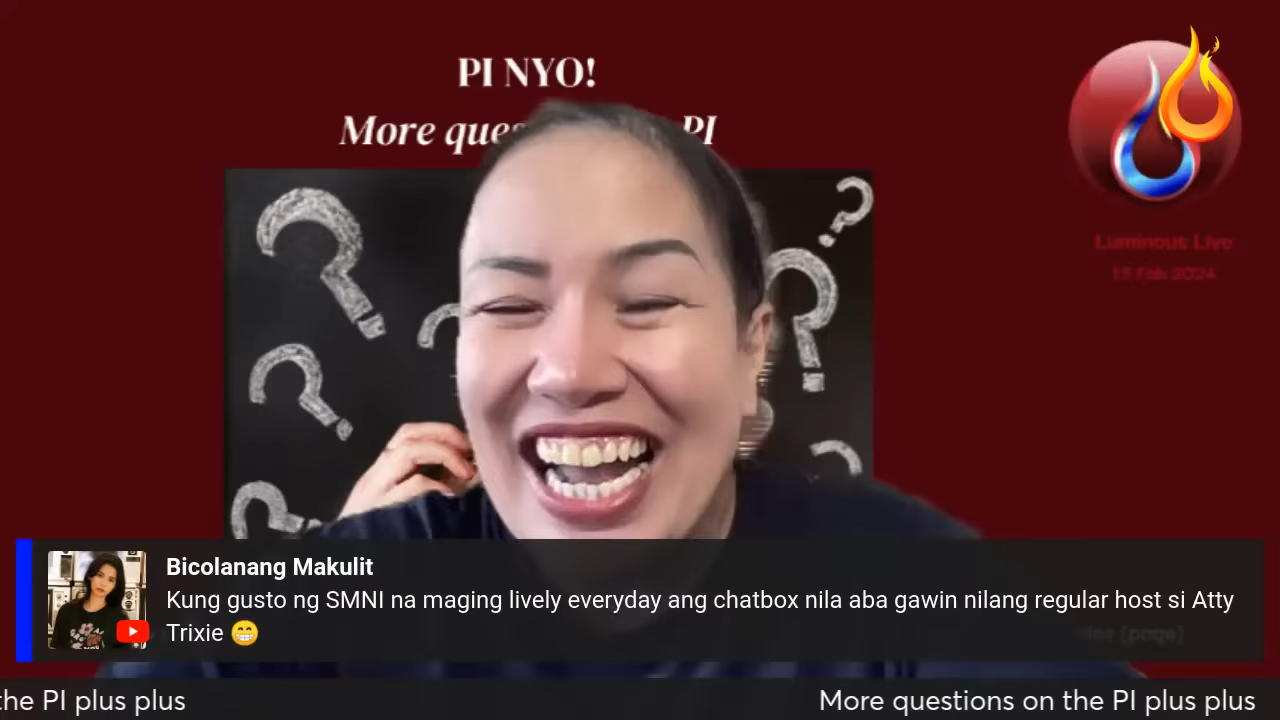 PI NYO!
More ques PI
Luminous Live
15 Feb 2024
Bicolanang Makulit
Kung gusto ng SMNI na maging lively everyday ang chatbox nila aba gawin nilang regular host si Atty
Trixie 😁
(page)
the PI plus plus
More questions on the PI plus plus